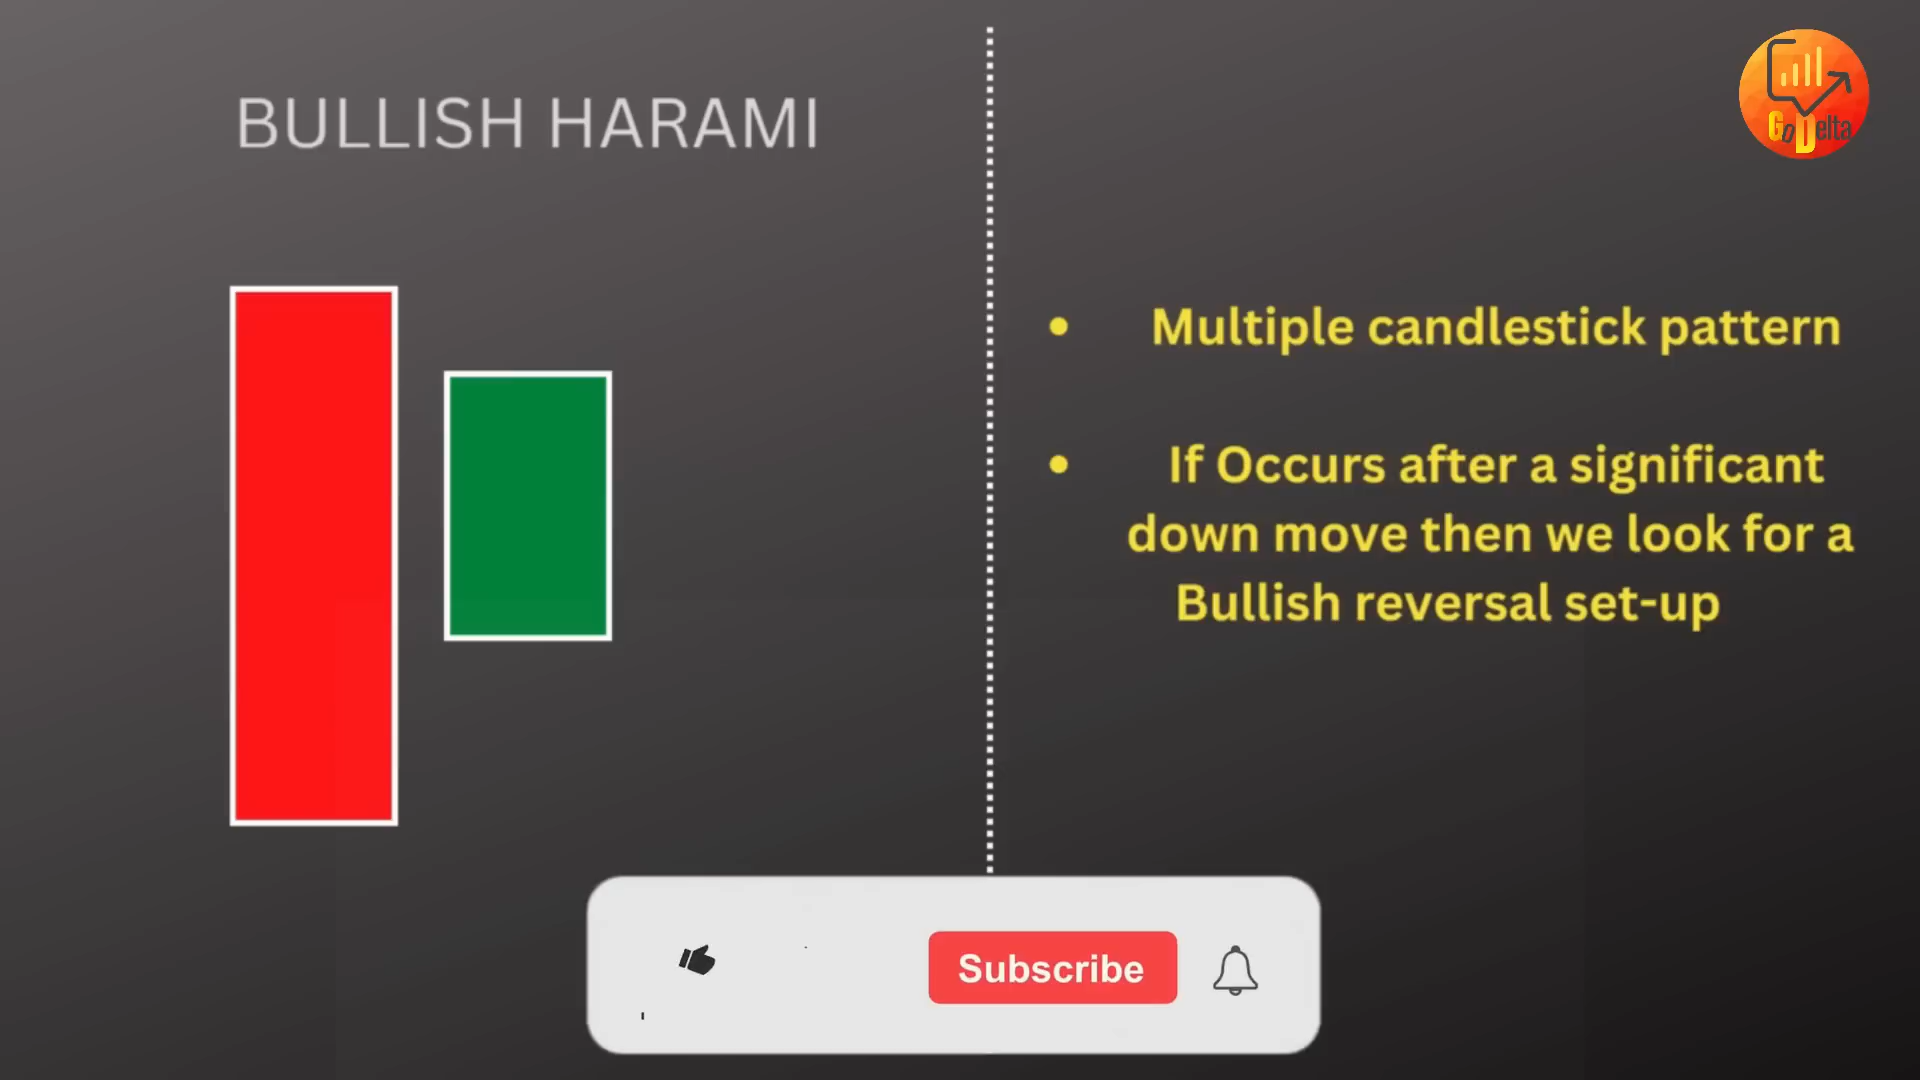 BULLISH HARAMI
GoDelta
• Multiple candlestick pattern
• If Occurs after a significant
down move then we look for a
Bullish reversal set-up
Subscribe